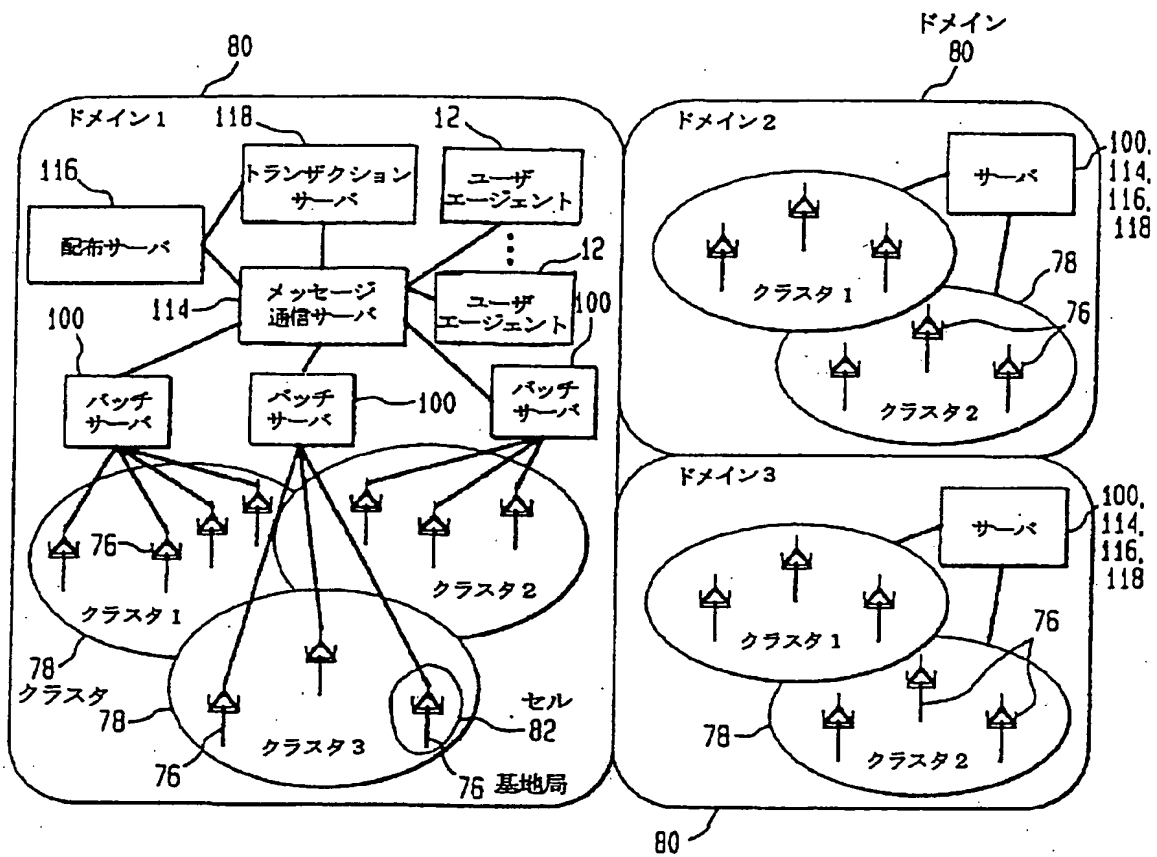 ドメイン
80
80
ドメイン1
118
12
116
トランザクション
サーバ
ユーザ
エージェント
配布サーバ
12
114
メッセージ
通信サーバ
ユーザ
エージェント
100
100
バッチ
サーバ
バッチ
サーバ
100
バッチ
サーバ
76
クラスタ1
クラスタ2
78
クラスタ
78
セル
82
クラスタ3
76
76
基地局
ドメイン2
サーバ
100,
114,
116,
118
クラスタ1
78
76
クラスタ2
ドメイン3
サーバ
100,
114,
116,
118
クラスタ1
76
78
クラスタ2
80